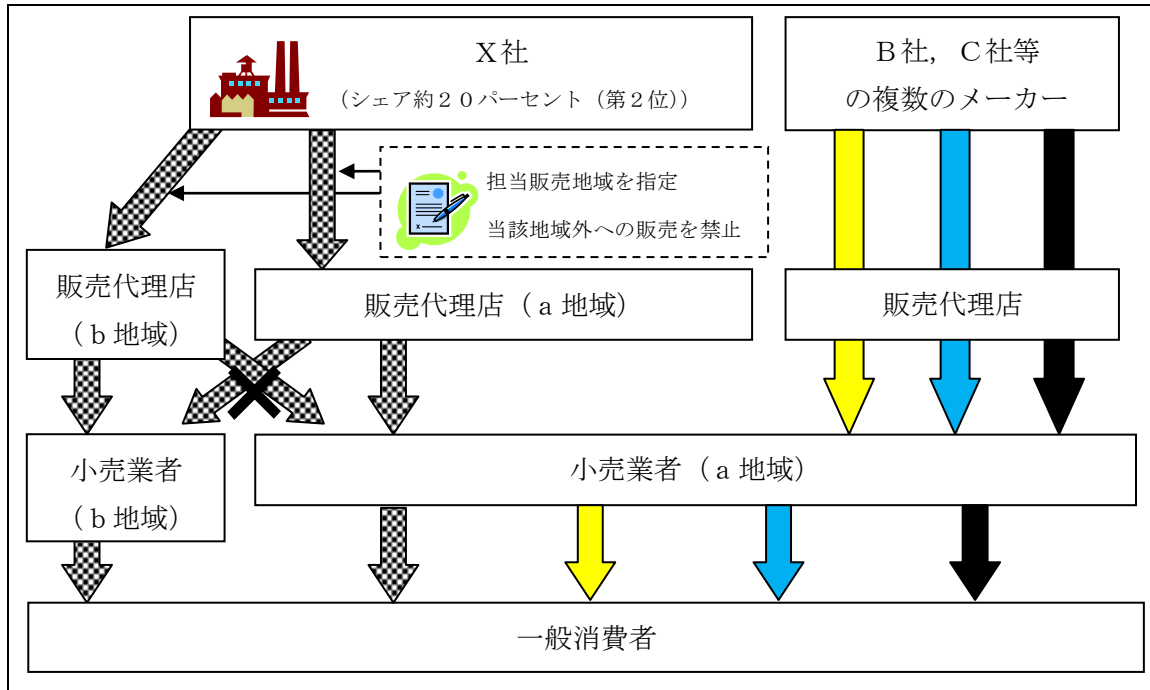 X社
(シェア約20パーセント(第2位))
B社,C社等
の複数のメーカー
担当販売地域を指定
当該地域外への販売を禁止
販売代理店
(b地域)
販売代理店(a地域)
販売代理店
小売業者
(b地域)
小売業者(a地域)
一般消費者